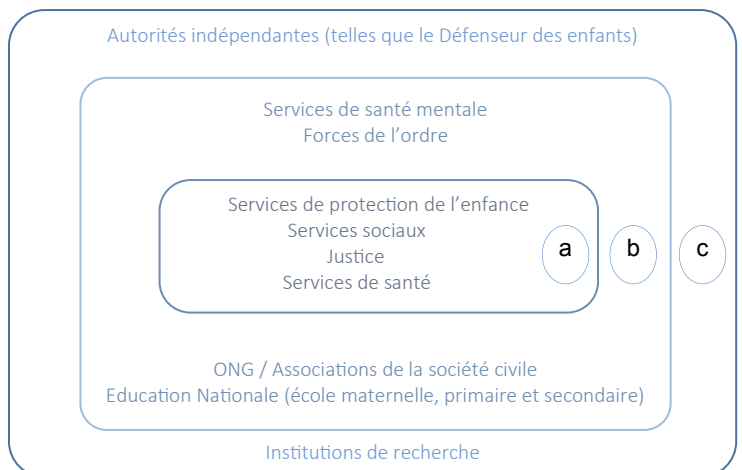 Autorités indépendantes (telles que le Défenseur des enfants)
Services de santé mentale
Forces de l’ordre
Services de protection de l’enfance
Services sociaux
Justice
Services de santé
a
b
c
ONG / Associations de la société civile
Education Nationale (école maternelle, primaire et secondaire)
Institutions de recherche